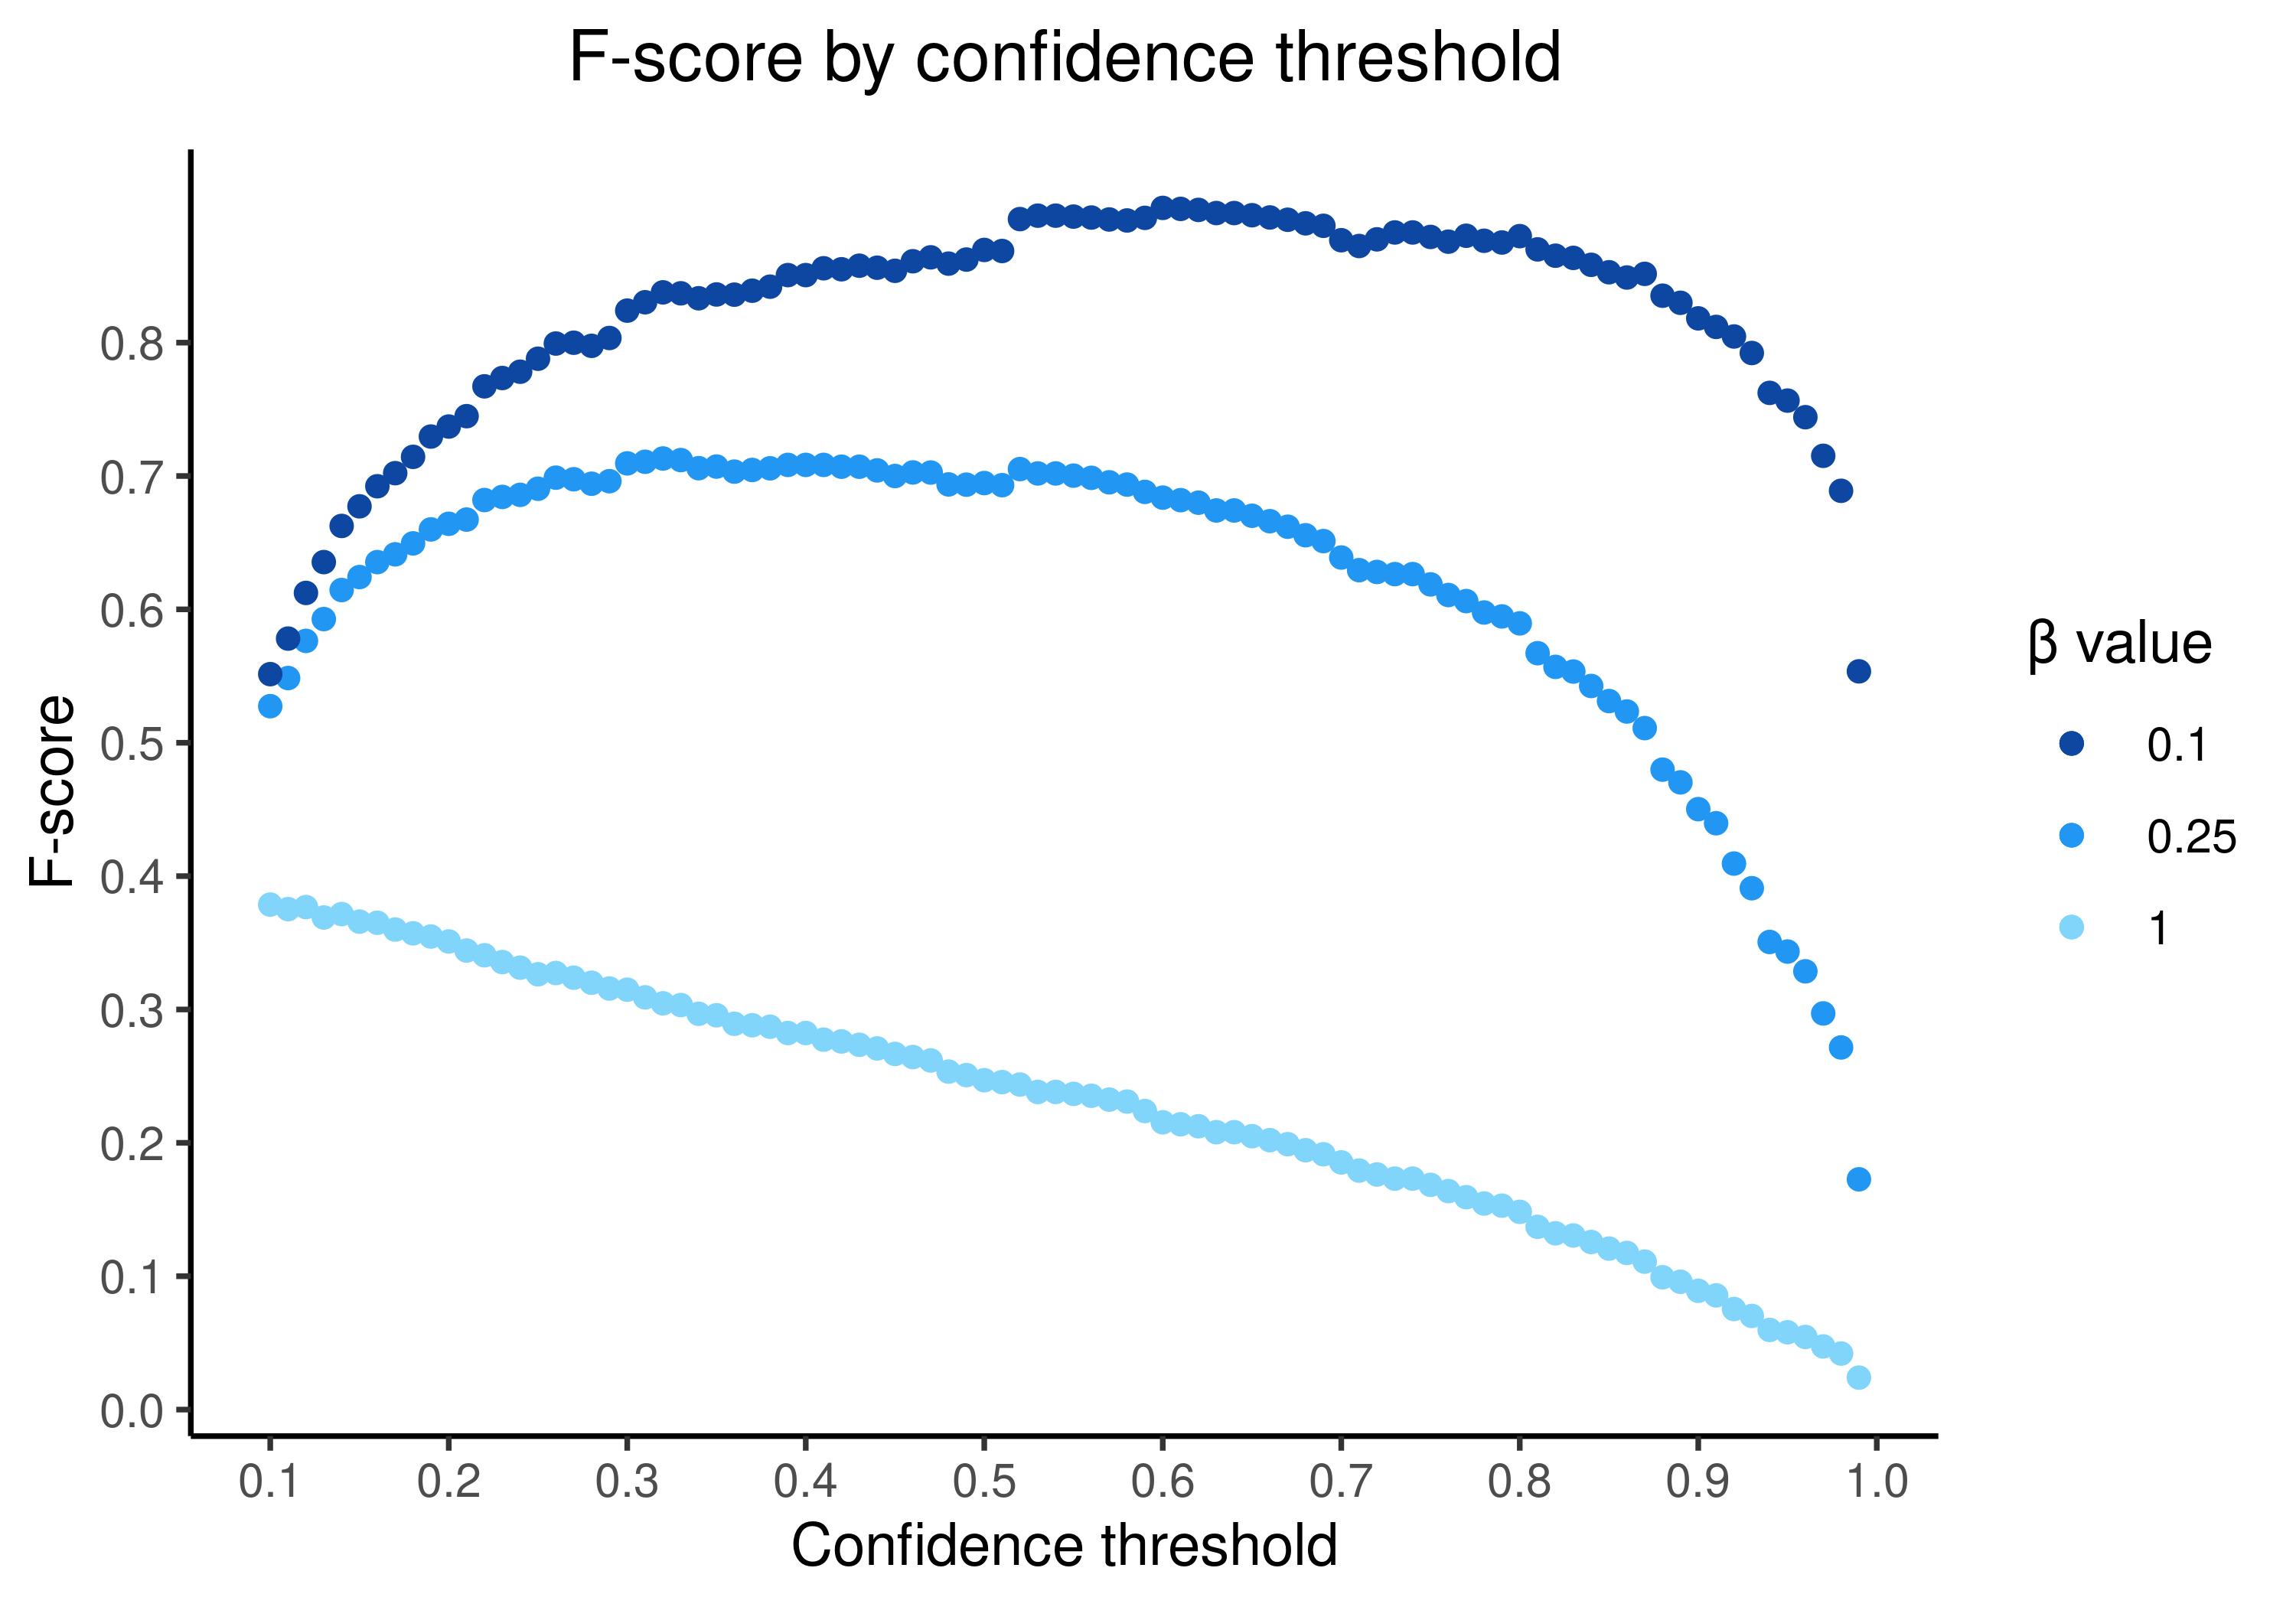 F-score by confidence threshold
F-score
0.8
0.7
0.6
0.5
0.4
0.3
0.2
0.1
0.0
0.1 0.2 0.3 0.4 0.5 0.6 0.7 0.8 0.9 1.0
Confidence threshold
β value
0.1
0.25
1